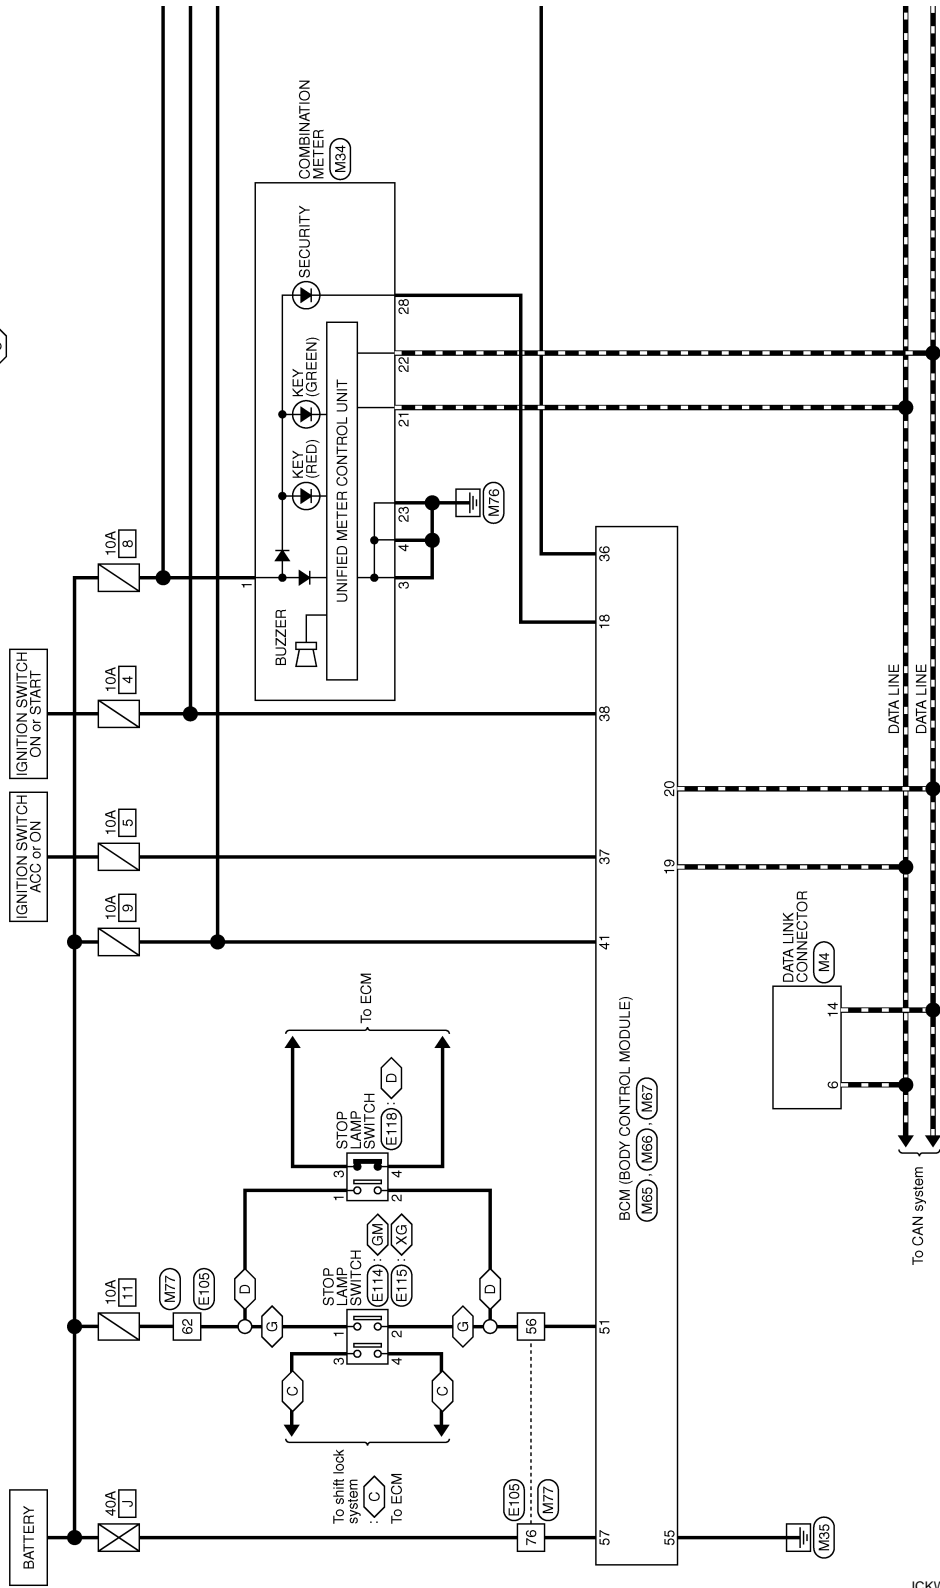 BATTERY
40A
J
10A
11
M77
62
E105
10A
9
IGNITION SWITCH
ACC or ON
10A
5
IGNITION SWITCH
ON or START
10A
4
10A
8
COMBINATION
METER
M34
SECURITY
KEY
(GREEN)
KEY
(RED)
BUZZER
UNIFIED METER CONTROL UNIT
1
3
4
23
21
22
28
M76
D
G
STOP
LAMP
SWITCH
E114 : GM
E115 : XG
1
2
3
4
C
C
G
D
To shift lock
system
: C
To ECM
STOP
LAMP
SWITCH
E118 : D
1
2
3
4
To ECM
E105
76
M77
56
57
51
41
37
38
18
36
BCM (BODY CONTROL MODULE)
M65 , M66 , M67
55
19
20
M35
DATA LINK
CONNECTOR
M4
6
14
DATA LINE
DATA LINE
To CAN system